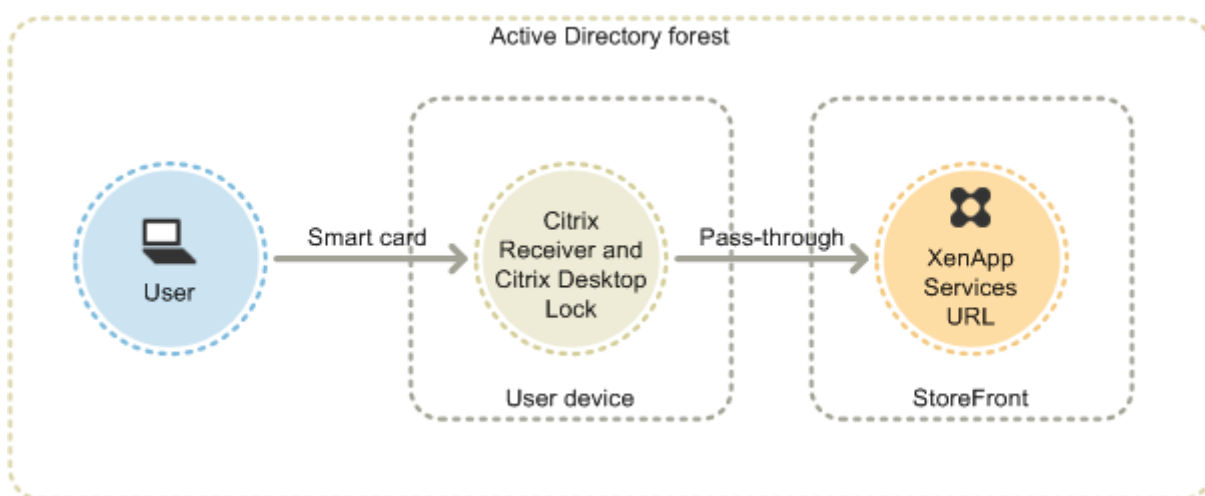 Active Directory forest
User
Smart card
Citrix
Receiver and
Citrix Desktop
Lock
User device
Pass-through
XenApp
Services
URL
StoreFront